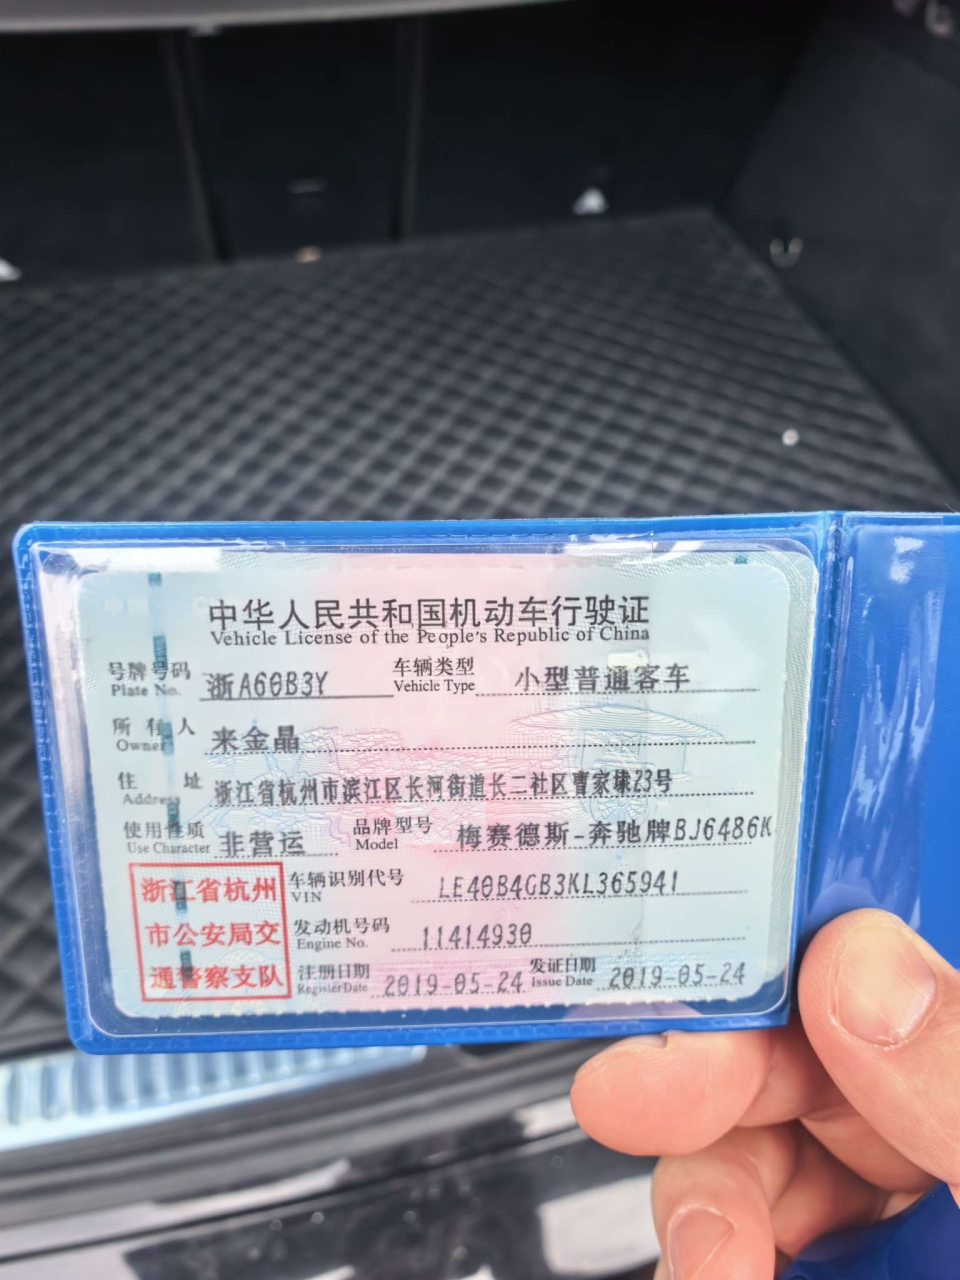 中华人民共和国机动车行驶证
Vehicle License of the People's Republic of China
号牌号码 浙A60B3Y 车辆类型 小型普通客车
Plate No. Vehicle Type
所有人 来金晶
Owner
住址 浙江省杭州市滨江区长河街道长二社区曹家埭23号
Address
使用性质 非营运 品牌型号 梅赛德斯-奔驰牌BJ6486K
Use Character Model
浙江省杭州
市公安局交
通警察支队
车辆识别代号 LE40B4GB3KL365941
VIN
发动机号码 11414930
Engine No.
注册日期 2019-05-24 发证日期 2019-05-24
Register Date Issue Date